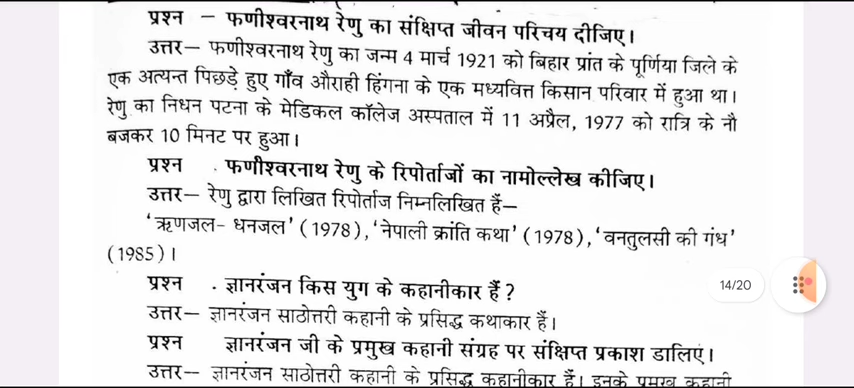 प्रश्न – फणीश्वरनाथ रेणु का संक्षिप्त जीवन परिचय दीजिए।
उत्तर– फणीश्वरनाथ रेणु का जन्म 4 मार्च 1921 को बिहार प्रांत के पूर्णिया जिले के
एक अत्यन्त पिछड़े हुए गाँव औराही हिंगना के एक मध्यवित्त किसान परिवार में हुआ था।
रेणु का निधन पटना के मेडिकल कॉलेज अस्पताल में 11 अप्रैल, 1977 को रात्रि के नौ
बजकर 10 मिनट पर हुआ।
प्रश्न . फणीश्वरनाथ रेणु के रिपोर्ताजों का नामोल्लेख कीजिए।
उत्तर– रेणु द्वारा लिखित रिपोर्ताज निम्नलिखित हैं–
‘ऋणजल- धनजल’ (1978), ‘नेपाली क्रांति कथा’ (1978), ‘वनतुलसी की गंध’
(1985)।
प्रश्न . ज्ञानरंजन किस युग के कहानीकार हैं?
14/20
उत्तर– ज्ञानरंजन साठोत्तरी कहानी के प्रसिद्ध कथाकार हैं।
प्रश्न ज्ञानरंजन जी के प्रमुख कहानी संग्रह पर संक्षिप्त प्रकाश डालिए।
उत्तर– ज्ञानरंजन साठोत्तरी कहानी के प्रसिद्ध कहानीकार हैं। इनके प्रमुख कहानी